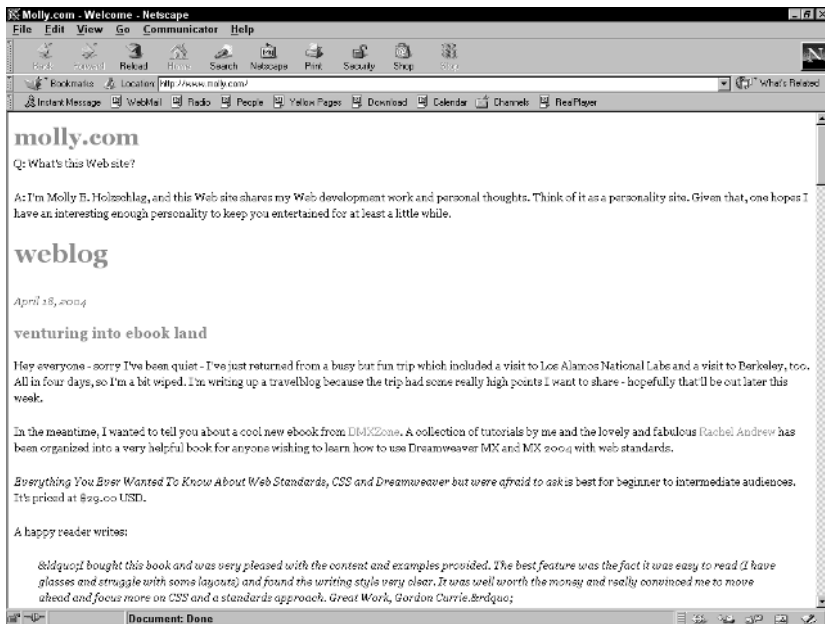 Molly.com - Welcome - Netscape
File Edit View Go Communicator Help
Back Forward Reload Home Search Netscape Print Security Shop Stop
Bookmarks Location: http://www.molly.com/ What's Related
Instant Message WebMail Radio People Yellow Pages Download Calendar Channels RealPlayer
molly.com
Q: What's this Web site?
A: I'm Molly E. Holzschlag, and this Web site shares my Web development work and personal thoughts. Think of it as a personality site. Given that, one hopes I
have an interesting enough personality to keep you entertained for at least a little while.
weblog
April 18, 2004
venturing into ebook land
Hey everyone - sorry I've been quiet - I've just returned from a busy but fun trip which included a visit to Los Alamos National Labs and a visit to Berkeley, too.
All in four days, so I'm a bit wiped. I'm writing up a travelblog because the trip had some really high points I want to share - hopefully that'll be out later this
week.
In the meantime, I wanted to tell you about a cool new ebook from DMXZone. A collection of tutorials by me and the lovely and fabulous Rachel Andrew has
been organized into a very helpful book for anyone wishing to learn how to use Dreamweaver MX and MX 2004 with web standards.
Everything You Ever Wanted To Know About Web Standards, CSS and Dreamweaver but were afraid to ask is best for beginner to intermediate audiences.
It's priced at $29.00 USD.
A happy reader writes:
&ldquo;I bought this book and was very pleased with the content and examples provided. The best feature was the fact it was easy to read (I have
glasses and struggle with some layouts) and found the writing style very clear. It was well worth the money and really convinced me to move
ahead and focus more on CSS and a standards approach. Great Work, Gordon Currie.&rdquo;
Document: Done